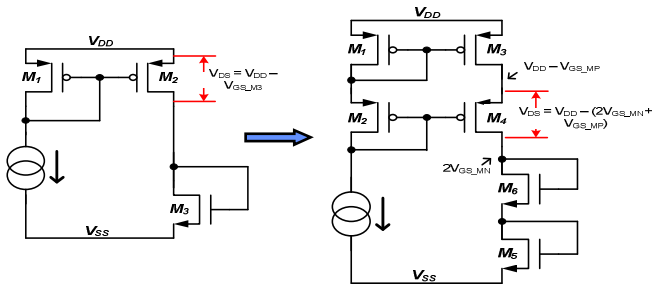 VDD
M1
M2
VDS = VDD –
VGS_M3
M3
VSS
VDD
M1
M3
VDD – VGS_MP
M2
M4
VDS = VDD – (2VGS_MN+
VGS_MP)
2VGS_MN
M6
M5
VSS